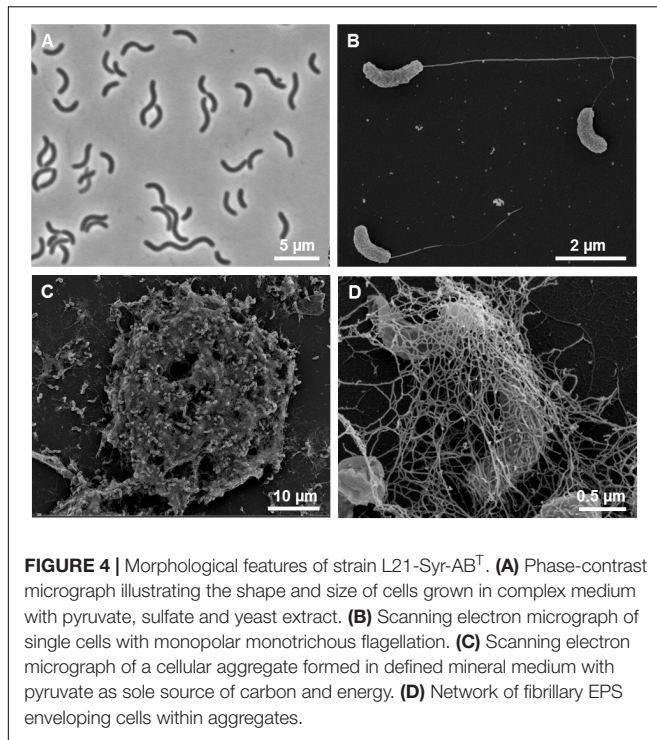 A
B
5 µm
2 µm
C
D
10 µm
0.5 µm
FIGURE 4 | Morphological features of strain L21-Syr-ABT. (A) Phase-contrast
micrograph illustrating the shape and size of cells grown in complex medium
with pyruvate, sulfate and yeast extract. (B) Scanning electron micrograph of
single cells with monopolar monotrichous flagellation. (C) Scanning electron
micrograph of a cellular aggregate formed in defined mineral medium with
pyruvate as sole source of carbon and energy. (D) Network of fibrillary EPS
enveloping cells within aggregates.